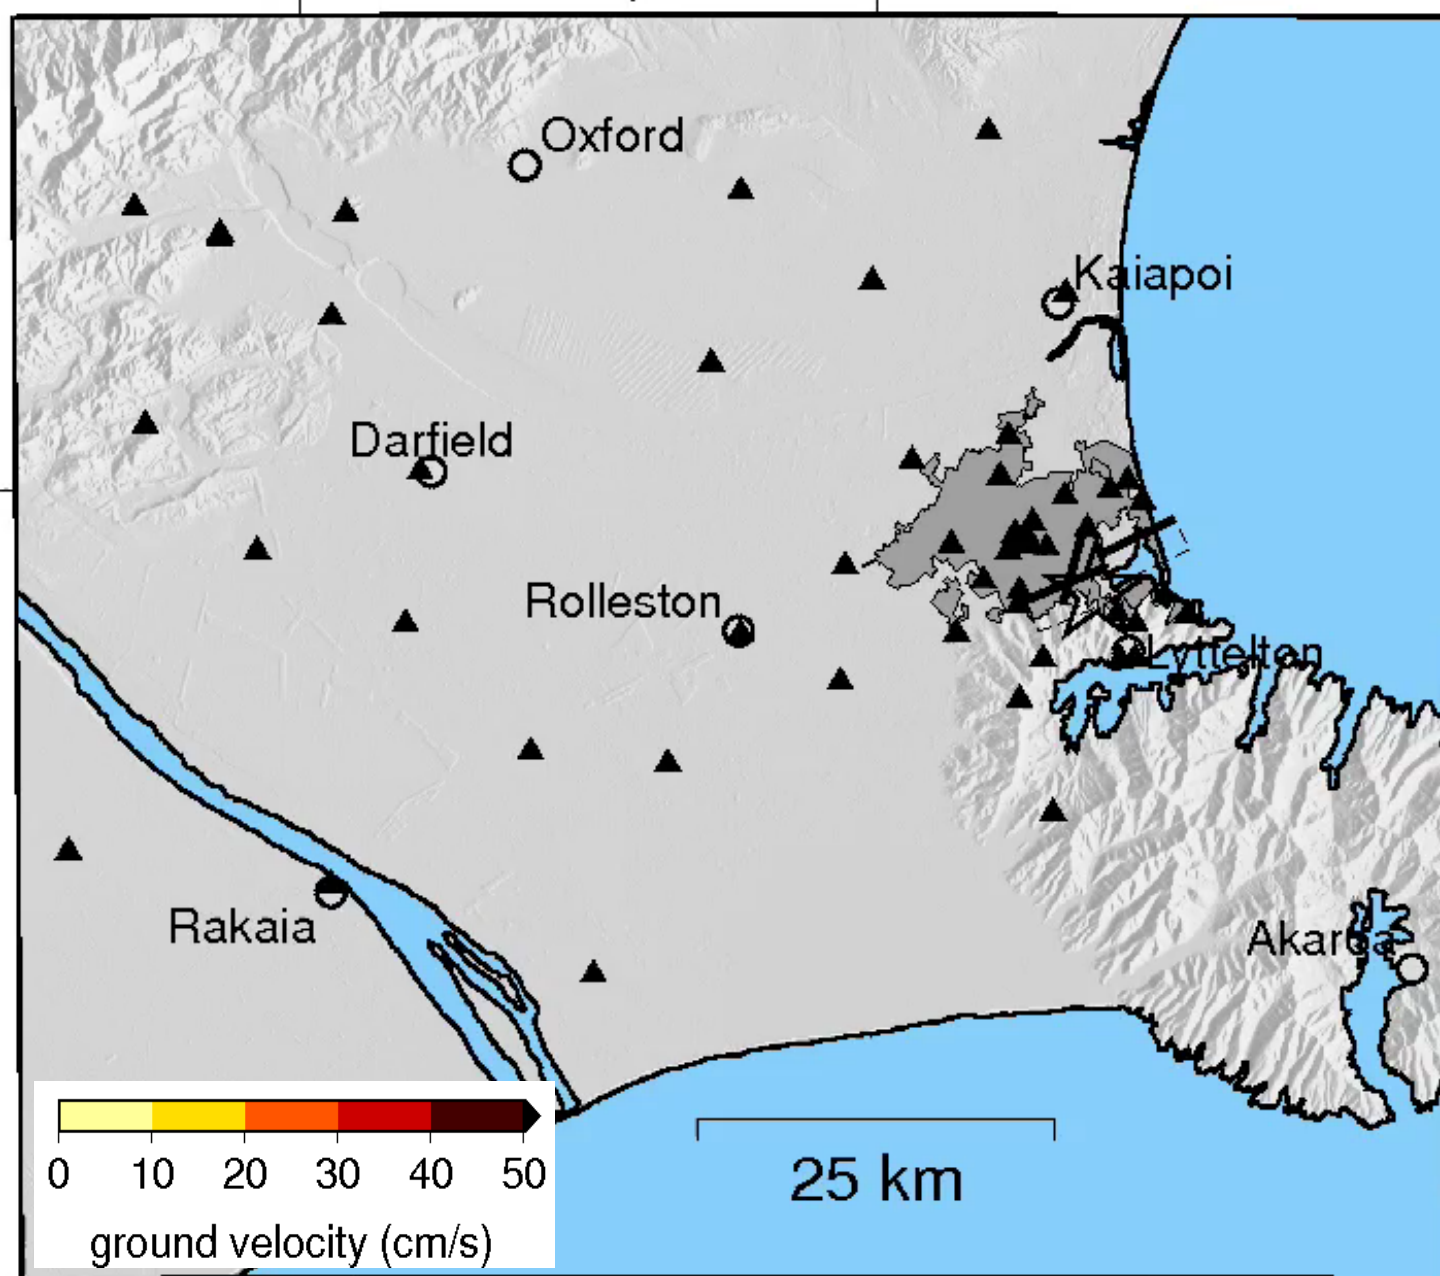 Oxford
Kaiapoi
Darfield
Rolleston
Lyttelton
Rakaia
Akaroa
25 km
0 10 20 30 40 50
ground velocity (cm/s)